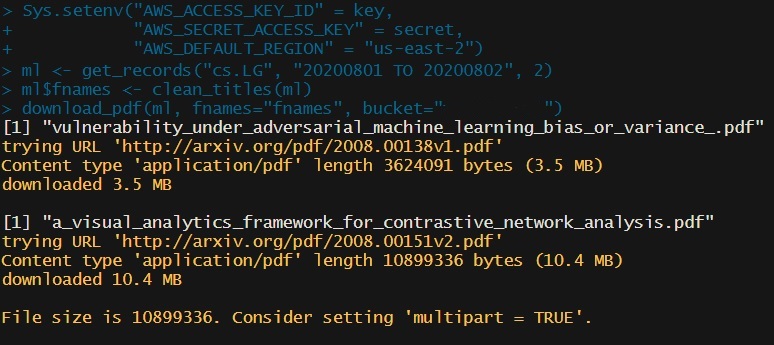 > Sys.setenv("AWS_ACCESS_KEY_ID" = key,
+ "AWS_SECRET_ACCESS_KEY" = secret,
+ "AWS_DEFAULT_REGION" = "us-east-2")
> ml <- get_records("cs.LG", "20200801 TO 20200802", 2)
> ml$fnames <- clean_titles(ml)
> download_pdf(ml, fnames="fnames", bucket=" ")
[1] "vulnerability_under_adversarial_machine_learning_bias_or_variance_.pdf"
trying URL 'http://arxiv.org/pdf/2008.00138v1.pdf'
Content type 'application/pdf' length 3624091 bytes (3.5 MB)
downloaded 3.5 MB
[1] "a_visual_analytics_framework_for_contrastive_network_analysis.pdf"
trying URL 'http://arxiv.org/pdf/2008.00151v2.pdf'
Content type 'application/pdf' length 10899336 bytes (10.4 MB)
downloaded 10.4 MB
File size is 10899336. Consider setting 'multipart = TRUE'.